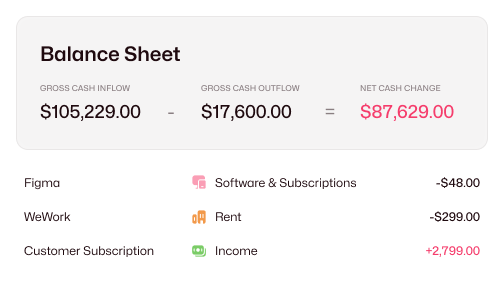 Balance Sheet
GROSS CASH INFLOW GROSS CASH OUTFLOW NET CASH CHANGE
$105,229.00 - $17,600.00 = $87,629.00
Figma Software & Subscriptions -$48.00
WeWork Rent -$299.00
Customer Subscription Income +2,799.00